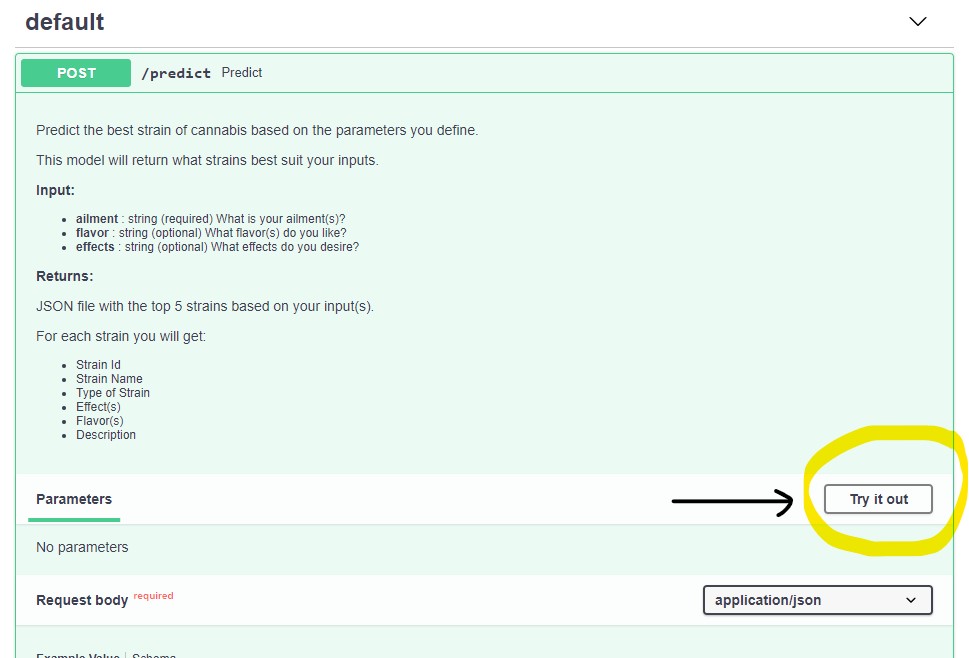 default
POST /predict Predict
Predict the best strain of cannabis based on the parameters you define.
This model will return what strains best suit your inputs.
Input:
ailment : string (required) What is your ailment(s)?
flavor : string (optional) What flavor(s) do you like?
effects : string (optional) What effects do you desire?
Returns:
JSON file with the top 5 strains based on your input(s).
For each strain you will get:
Strain Id
Strain Name
Type of Strain
Effect(s)
Flavor(s)
Description
Parameters Try it out
No parameters
Request body required application/json
Example Value Schema